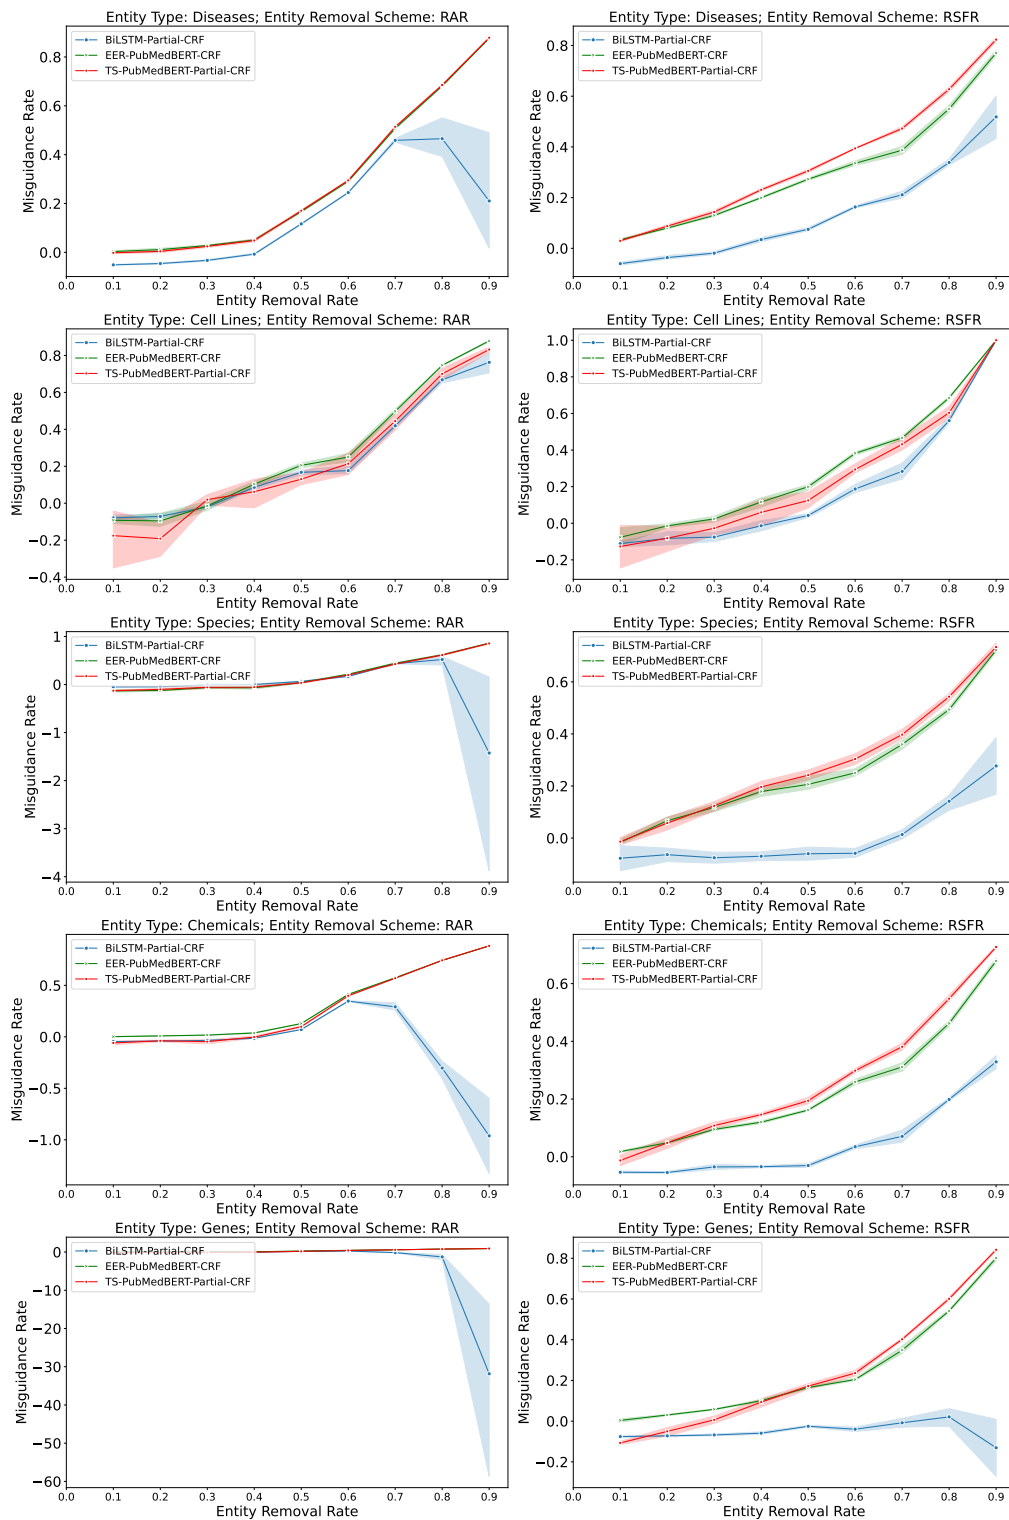 Entity Type: Diseases; Entity Removal Scheme: RAR
BiLSTM-Partial-CRF
EER-PubMedBERT-CRF
TS-PubMedBERT-Partial-CRF
Misguidance Rate
0.8
0.6
0.4
0.2
0.0
0.0 0.1 0.2 0.3 0.4 0.5 0.6 0.7 0.8 0.9
Entity Removal Rate
Entity Type: Diseases; Entity Removal Scheme: RSFR
BiLSTM-Partial-CRF
EER-PubMedBERT-CRF
TS-PubMedBERT-Partial-CRF
Misguidance Rate
0.8
0.6
0.4
0.2
0.0
0.0 0.1 0.2 0.3 0.4 0.5 0.6 0.7 0.8 0.9
Entity Removal Rate
Entity Type: Cell Lines; Entity Removal Scheme: RAR
BiLSTM-Partial-CRF
EER-PubMedBERT-CRF
TS-PubMedBERT-Partial-CRF
Misguidance Rate
0.8
0.6
0.4
0.2
0.0
−0.2
−0.4
0.0 0.1 0.2 0.3 0.4 0.5 0.6 0.7 0.8 0.9
Entity Removal Rate
Entity Type: Cell Lines; Entity Removal Scheme: RSFR
BiLSTM-Partial-CRF
EER-PubMedBERT-CRF
TS-PubMedBERT-Partial-CRF
Misguidance Rate
1.0
0.8
0.6
0.4
0.2
0.0
−0.2
0.0 0.1 0.2 0.3 0.4 0.5 0.6 0.7 0.8 0.9
Entity Removal Rate
Entity Type: Species; Entity Removal Scheme: RAR
BiLSTM-Partial-CRF
EER-PubMedBERT-CRF
TS-PubMedBERT-Partial-CRF
Misguidance Rate
1
0
−1
−2
−3
−4
0.0 0.1 0.2 0.3 0.4 0.5 0.6 0.7 0.8 0.9
Entity Removal Rate
Entity Type: Species; Entity Removal Scheme: RSFR
BiLSTM-Partial-CRF
EER-PubMedBERT-CRF
TS-PubMedBERT-Partial-CRF
Misguidance Rate
0.6
0.4
0.2
0.0
0.0 0.1 0.2 0.3 0.4 0.5 0.6 0.7 0.8 0.9
Entity Removal Rate
Entity Type: Chemicals; Entity Removal Scheme: RAR
BiLSTM-Partial-CRF
EER-PubMedBERT-CRF
TS-PubMedBERT-Partial-CRF
Misguidance Rate
0.5
0.0
−0.5
−1.0
0.0 0.1 0.2 0.3 0.4 0.5 0.6 0.7 0.8 0.9
Entity Removal Rate
Entity Type: Chemicals; Entity Removal Scheme: RSFR
BiLSTM-Partial-CRF
EER-PubMedBERT-CRF
TS-PubMedBERT-Partial-CRF
Misguidance Rate
0.6
0.4
0.2
0.0
0.0 0.1 0.2 0.3 0.4 0.5 0.6 0.7 0.8 0.9
Entity Removal Rate
Entity Type: Genes; Entity Removal Scheme: RAR
BiLSTM-Partial-CRF
EER-PubMedBERT-CRF
TS-PubMedBERT-Partial-CRF
Misguidance Rate
0
−10
−20
−30
−40
−50
−60
0.0 0.1 0.2 0.3 0.4 0.5 0.6 0.7 0.8 0.9
Entity Removal Rate
Entity Type: Genes; Entity Removal Scheme: RSFR
BiLSTM-Partial-CRF
EER-PubMedBERT-CRF
TS-PubMedBERT-Partial-CRF
Misguidance Rate
0.8
0.6
0.4
0.2
0.0
−0.2
0.0 0.1 0.2 0.3 0.4 0.5 0.6 0.7 0.8 0.9
Entity Removal Rate